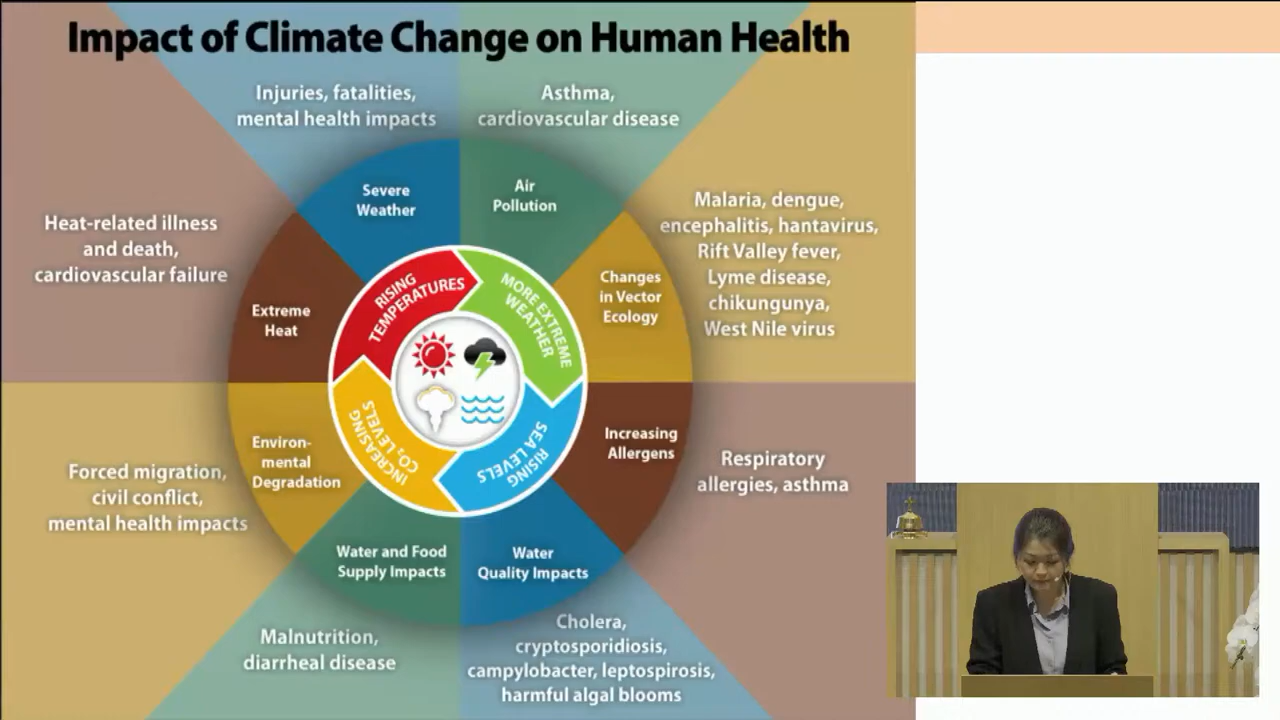 Impact of Climate Change on Human Health
Injuries, fatalities,
mental health impacts
Asthma,
cardiovascular disease
Severe
Weather
Air
Pollution
Heat-related illness
and death,
cardiovascular failure
Malaria, dengue,
encephalitis, hantavirus,
Rift Valley fever,
Lyme disease,
chikungunya,
West Nile virus
Extreme
Heat
Changes
in Vector
Ecology
RISING
TEMPERATURES
MORE EXTREME
WEATHER
INCREASING
CO₂ LEVELS
RISING
SEA LEVELS
Environ-
mental
Degradation
Increasing
Allergens
Forced migration,
civil conflict,
mental health impacts
Respiratory
allergies, asthma
Water and Food
Supply Impacts
Water
Quality Impacts
Malnutrition,
diarrheal disease
Cholera,
cryptosporidiosis,
campylobacter, leptospirosis,
harmful algal blooms